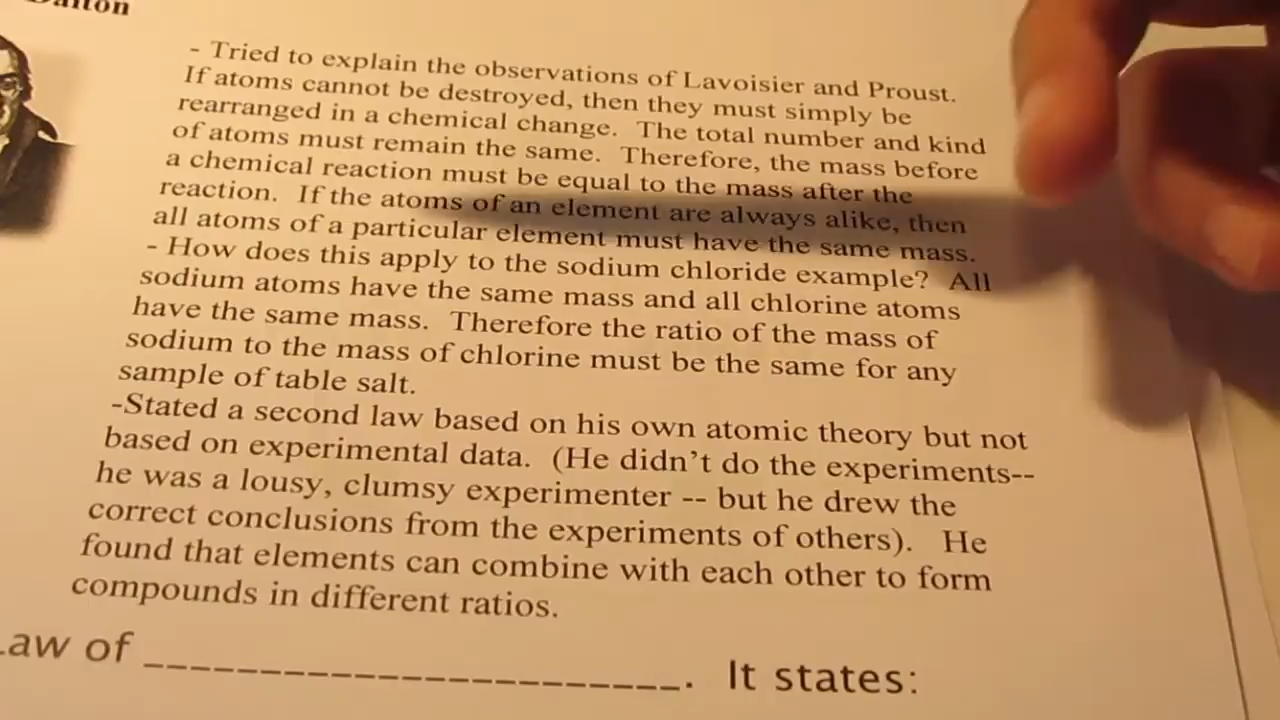 Dalton
- Tried to explain the observations of Lavoisier and Proust.
If atoms cannot be destroyed, then they must simply be
rearranged in a chemical change. The total number and kind
of atoms must remain the same. Therefore, the mass before
a chemical reaction must be equal to the mass after the
reaction. If the atoms of an element are always alike, then
all atoms of a particular element must have the same mass.
- How does this apply to the sodium chloride example? All
sodium atoms have the same mass and all chlorine atoms
have the same mass. Therefore the ratio of the mass of
sodium to the mass of chlorine must be the same for any
sample of table salt.
-Stated a second law based on his own atomic theory but not
based on experimental data. (He didn't do the experiments--
he was a lousy, clumsy experimenter -- but he drew the
correct conclusions from the experiments of others). He
found that elements can combine with each other to form
compounds in different ratios.
Law of ______________________. It states: